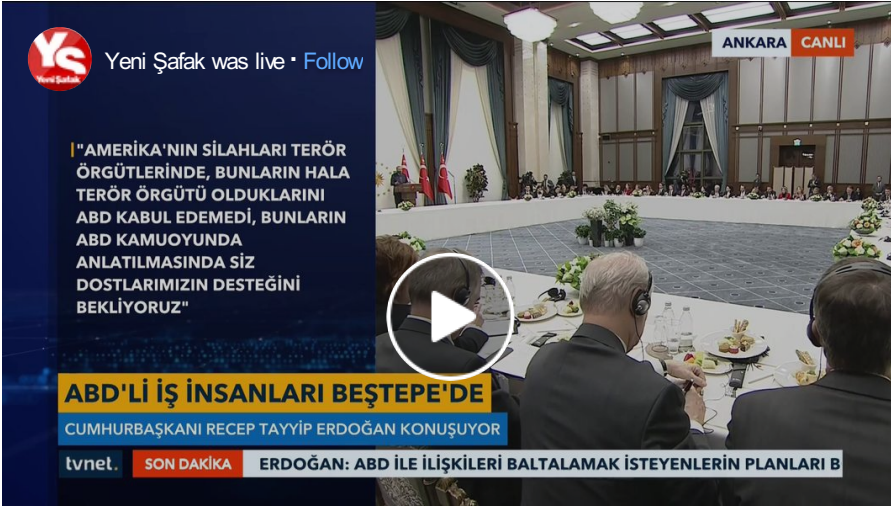 YS
Yeni Şafak
Yeni Şafak was live · Follow
ANKARA CANLI
"AMERİKA'NIN SİLAHLARI TERÖR
ÖRGÜTLERİNDE, BUNLARIN HALA
TERÖR ÖRGÜTÜ OLDUKLARINI
ABD KABUL EDEMEDİ, BUNLARIN
ABD KAMUOYUNDA
ANLATILMASINDA SİZ
DOSTLARIMIZIN DESTEĞİNİ
BEKLİYORUZ"
ABD'Lİ İŞ İNSANLARI BEŞTEPE'DE
CUMHURBAŞKANI RECEP TAYYİP ERDOĞAN KONUŞUYOR
tvnet. SON DAKİKA ERDOĞAN: ABD İLE İLİŞKİLERİ BALTALAMAK İSTEYENLERİN PLANLARI B